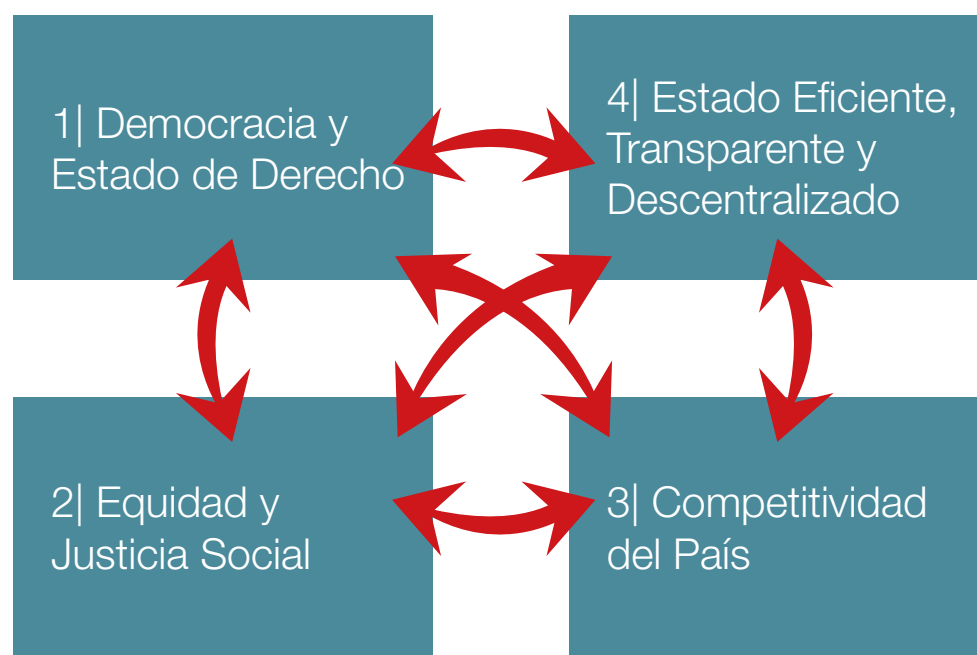 1| Democracia y
Estado de Derecho
4| Estado Eficiente,
Transparente y
Descentralizado
2| Equidad y
Justicia Social
3| Competitividad
del País